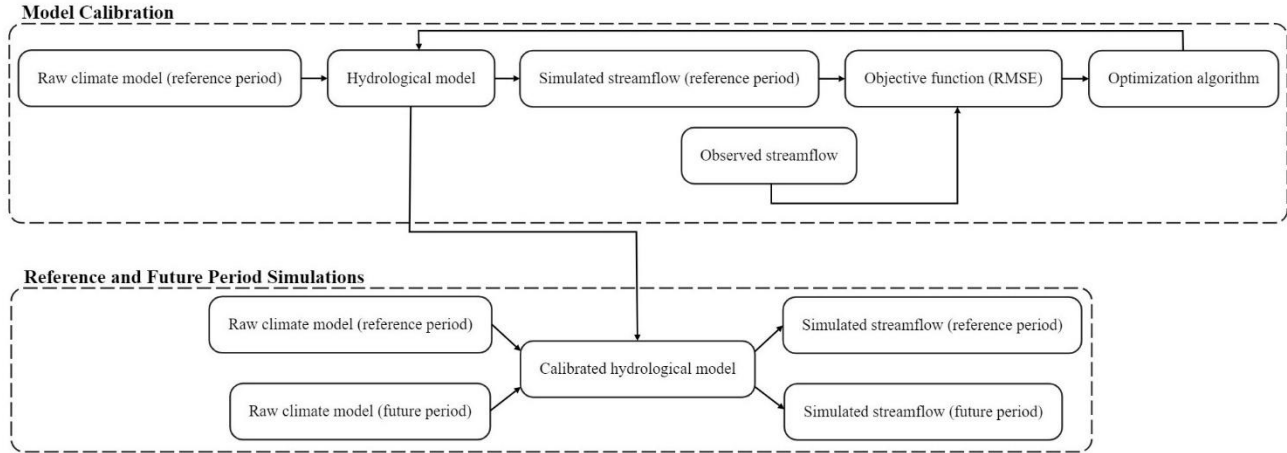 Model Calibration
Raw climate model (reference period)
Hydrological model
Simulated streamflow (reference period)
Objective function (RMSE)
Optimization algorithm
Observed streamflow
Reference and Future Period Simulations
Raw climate model (reference period)
Simulated streamflow (reference period)
Calibrated hydrological model
Raw climate model (future period)
Simulated streamflow (future period)